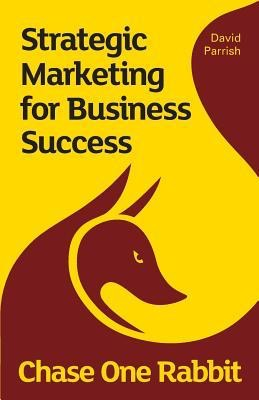 Strategic
Marketing
for Business
Success
David
Parrish
Chase One Rabbit